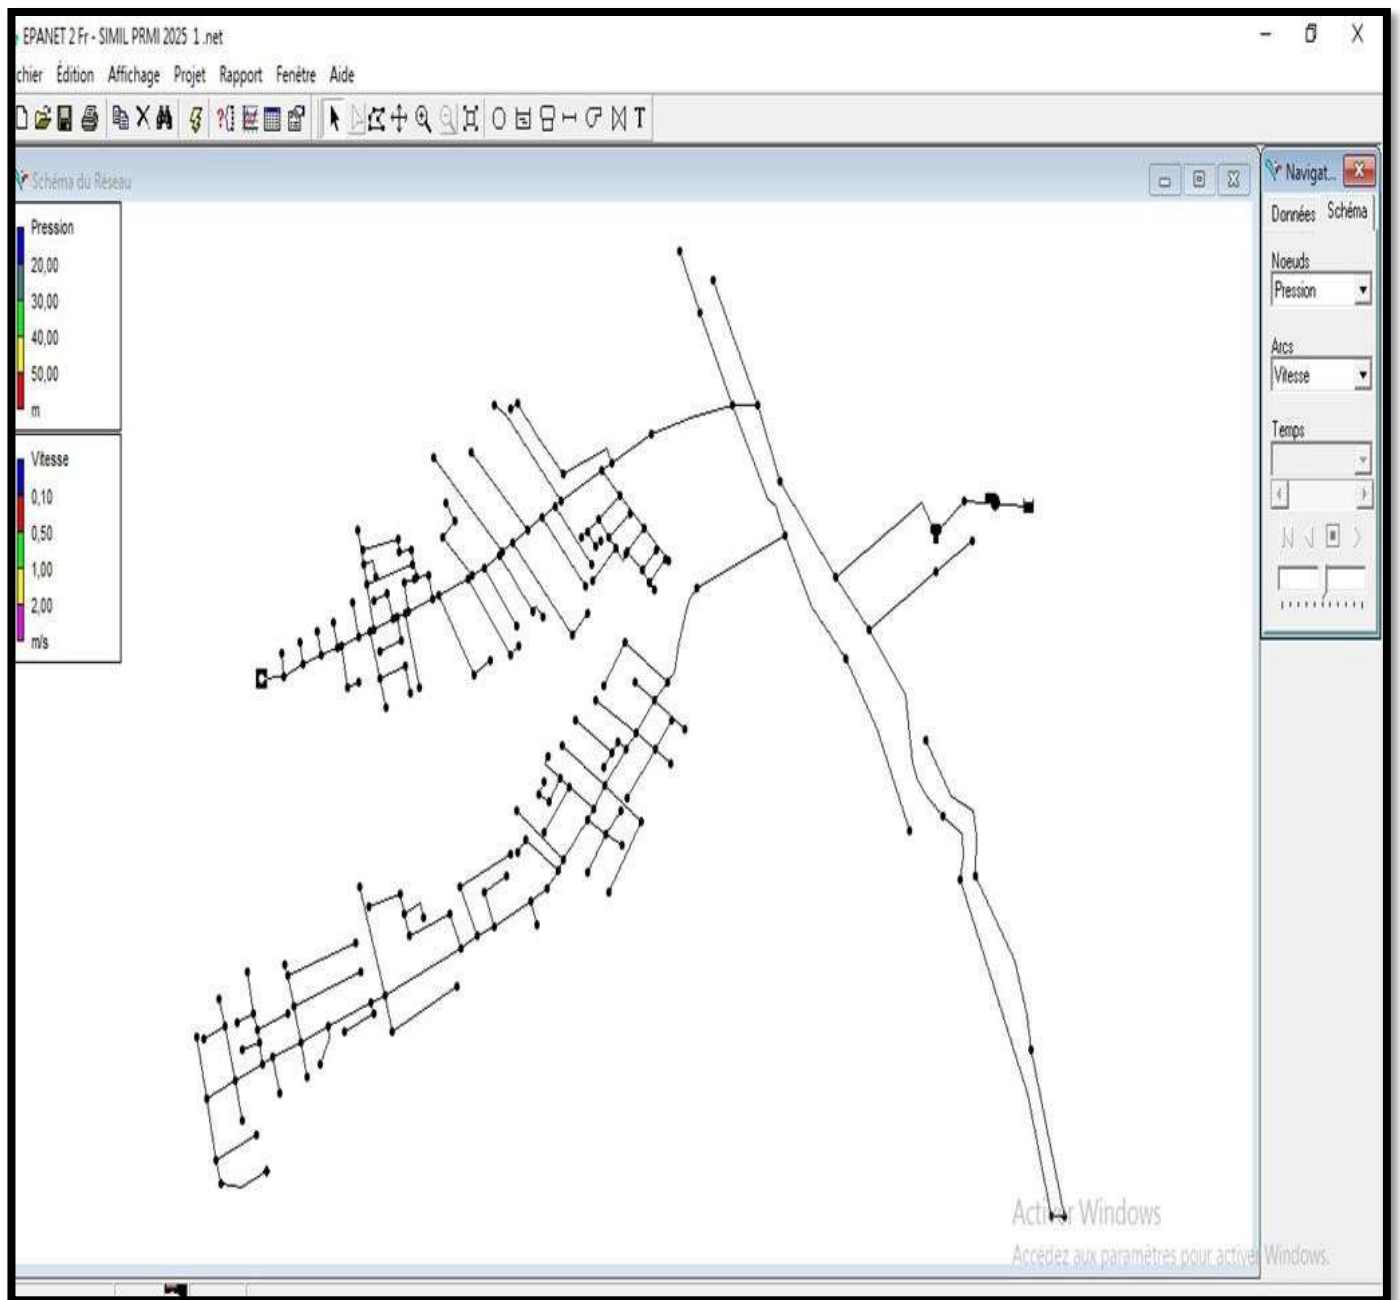 EPANET 2 Fr - SIMIL PRMI 2025 1 .net
chier Édition Affichage Projet Rapport Fenêtre Aide
T
Schéma du Réseau
Navigat...
Données Schéma
Pression
20,00
30,00
40,00
50,00
m
Vitesse
0,10
0,50
1,00
2,00
m/s
Noeuds
Pression
Arcs
Vitesse
Temps
Activer Windows
Accédez aux paramètres pour activer Windows.